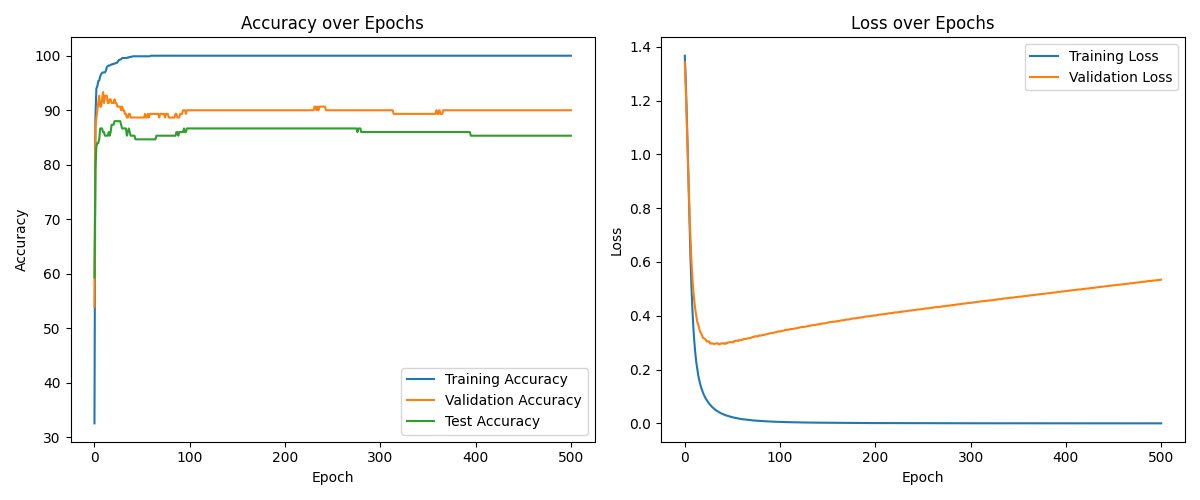 Accuracy over Epochs
Accuracy
100
90
80
70
60
50
40
30
0 100 200 300 400 500
Epoch
Training Accuracy
Validation Accuracy
Test Accuracy
Loss over Epochs
Loss
1.4
1.2
1.0
0.8
0.6
0.4
0.2
0.0
0 100 200 300 400 500
Epoch
Training Loss
Validation Loss